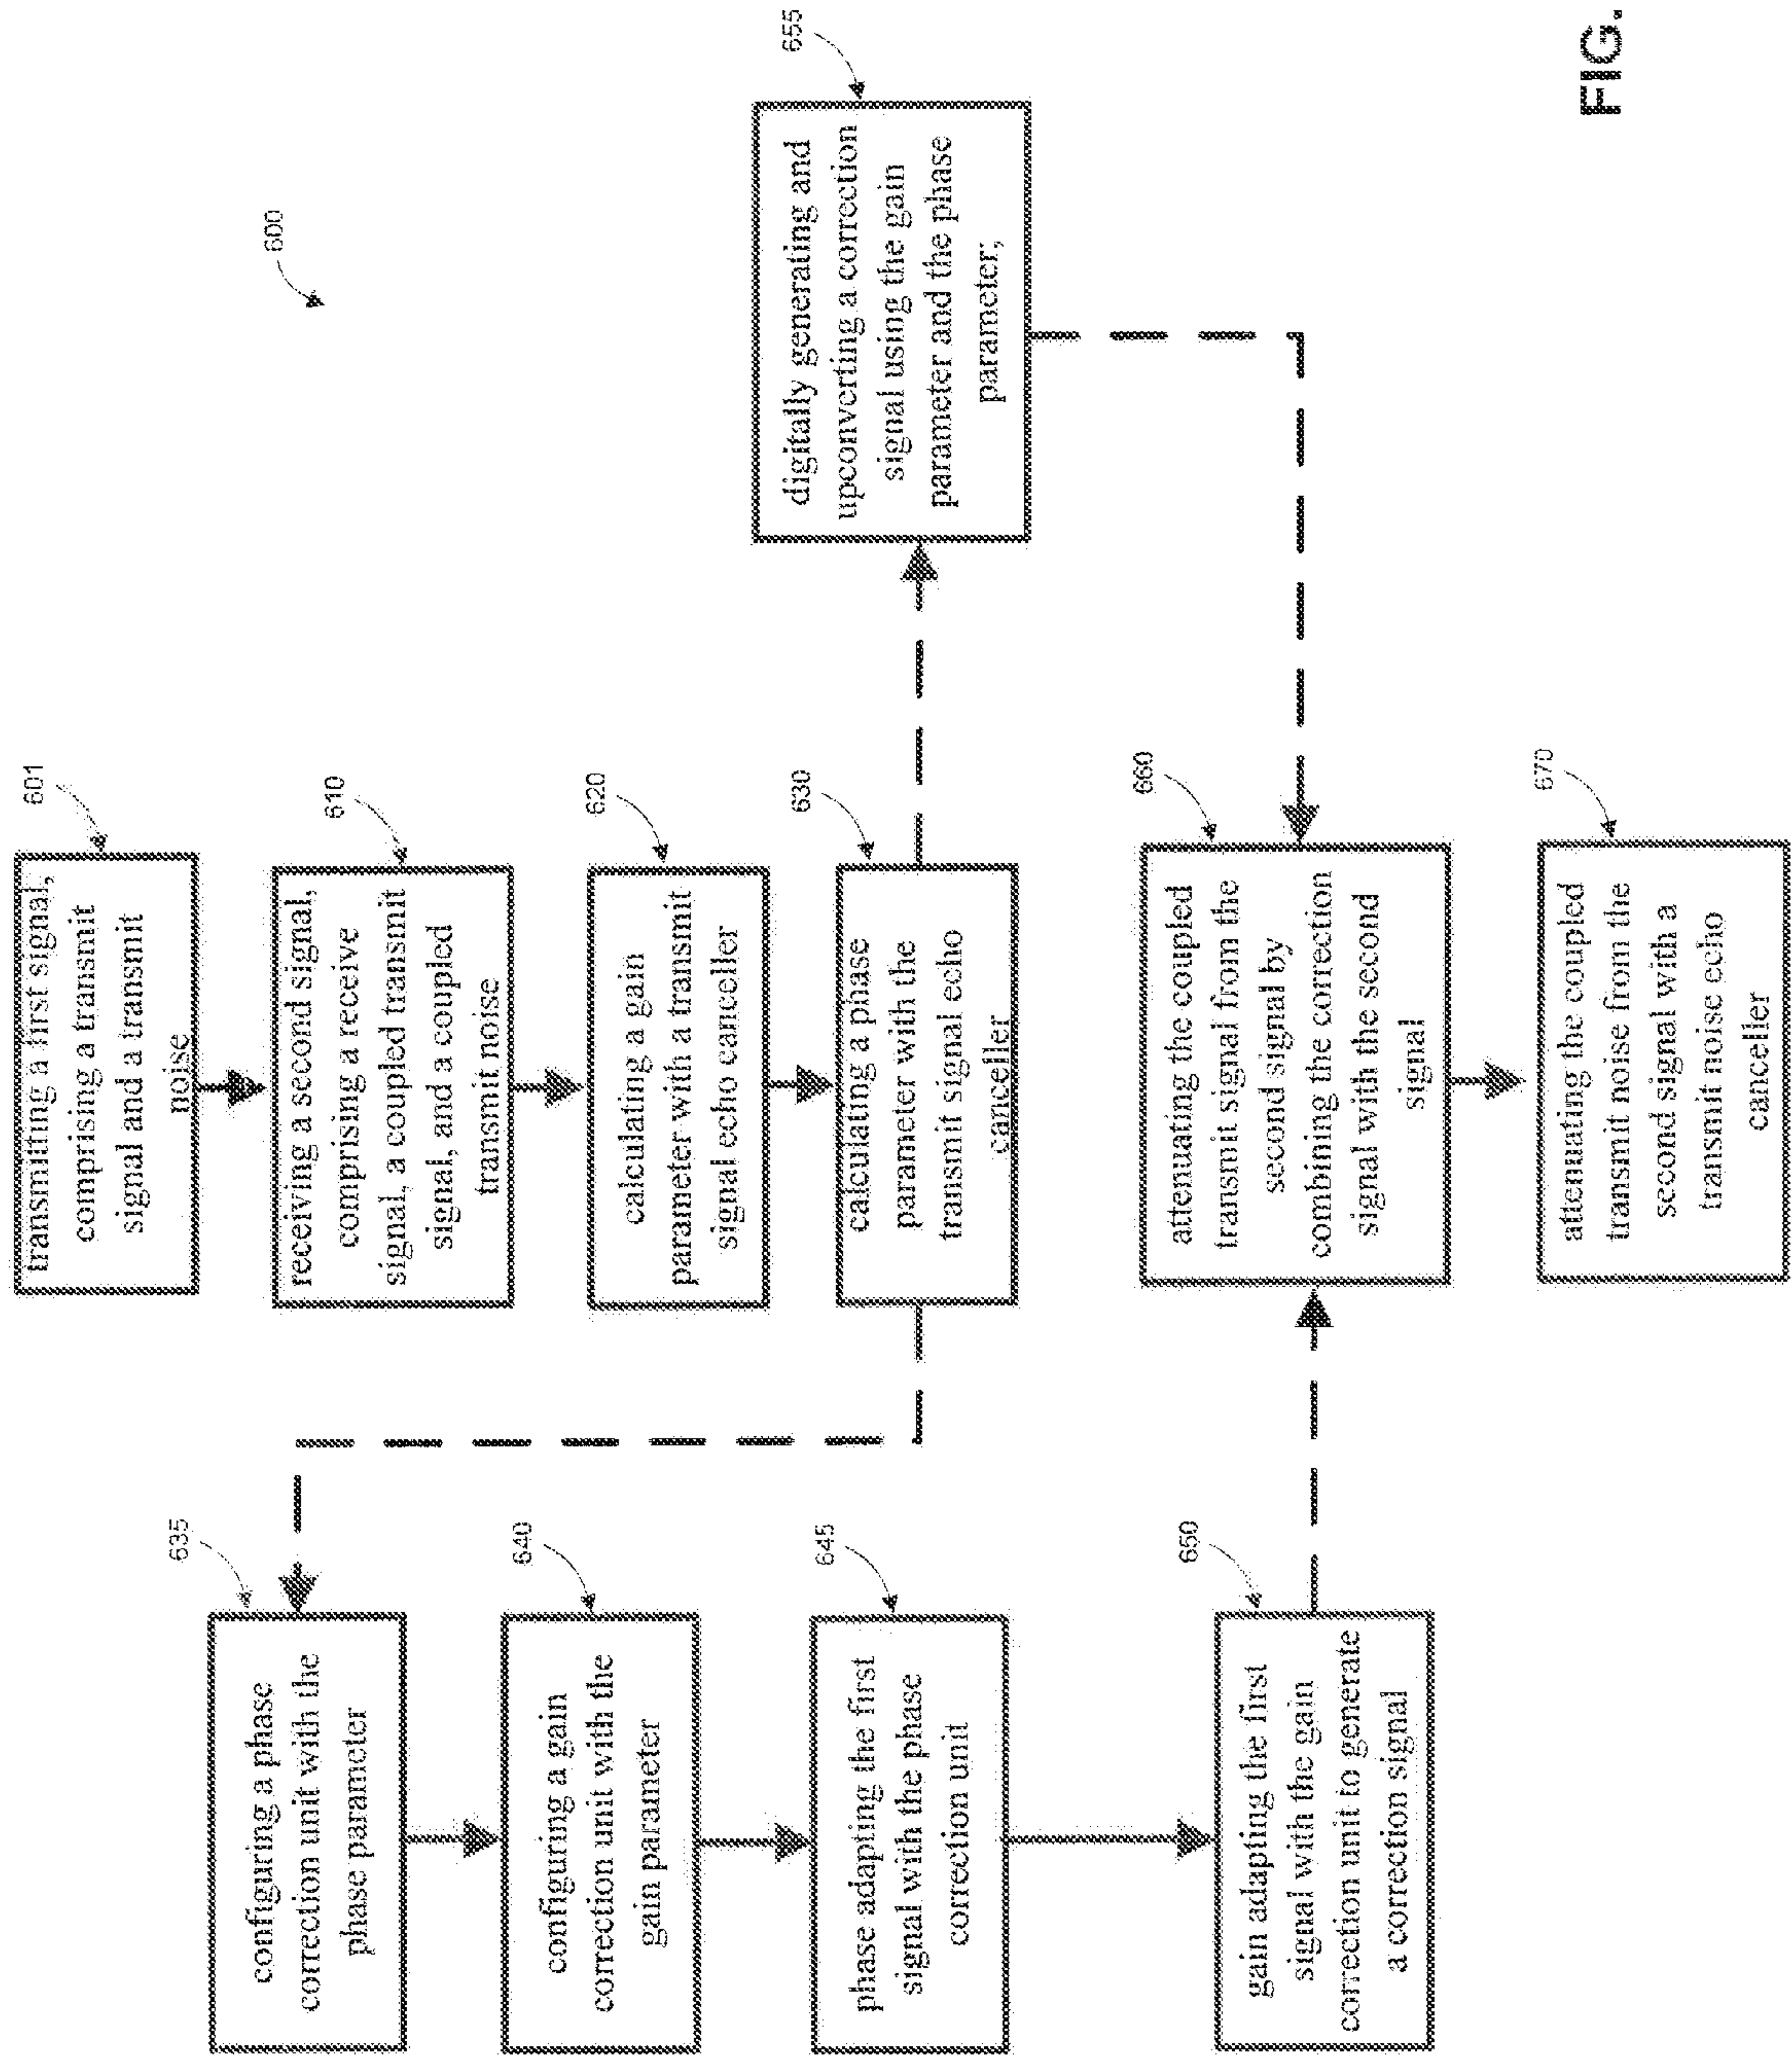 600
601
transmitting a first signal,
comprising a transmit
signal and a transmit
noise
610
receiving a second signal,
comprising a receive
signal, a coupled transmit
signal, and a coupled
transmit noise
620
calculating a gain
parameter with a transmit
signal echo canceller
630
calculating a phase
parameter with the
transmit signal echo
canceller
635
configuring a phase
correction unit with the
phase parameter
640
configuring a gain
correction unit with the
gain parameter
645
phase adapting the first
signal with the phase
correction unit
650
gain adapting the first
signal with the gain
correction unit to generate
a correction signal
655
digitally generating and
upconverting a correction
signal using the gain
parameter and the phase
parameter;
660
attenuating the coupled
transmit signal from the
second signal by
combining the correction
signal with the second
signal
670
attenuating the coupled
transmit noise from the
second signal with a
transmit noise echo
canceller
FIG.